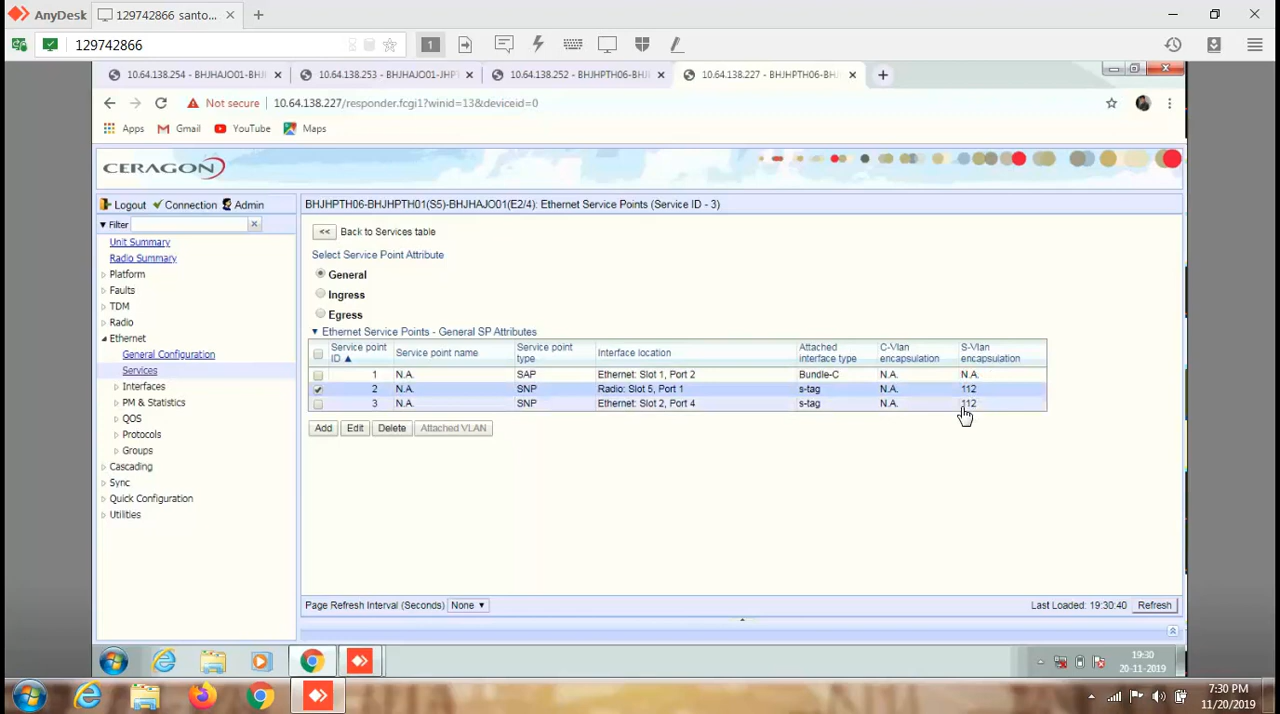 AnyDesk 129742866 santo...
129742866 1
10.64.138.254 - BHJHAJO01-BHJ 10.64.138.253 - BHJHAJO01-JHP 10.64.138.252 - BHJHPTH06-BHJ 10.64.138.227 - BHJHPTH06-BHJ
Not secure 10.64.138.227/responder.fcgi1?winid=13&deviceid=0
Apps Gmail YouTube Maps
CERAGON
Logout Connection Admin
BHJHPTH06-BHJHPTH01(S5)-BHJHAJO01(E2/4): Ethernet Service Points (Service ID - 3)
Filter
Unit Summary
Radio Summary
Platform
Faults
TDM
Radio
Ethernet
General Configuration
Services
Interfaces
PM & Statistics
QOS
Protocols
Groups
Cascading
Sync
Quick Configuration
Utilities
<< Back to Services table
Select Service Point Attribute
General
Ingress
Egress
Ethernet Service Points - General SP Attributes
Service point ID Service point name Service point type Interface location Attached interface type C-Vlan encapsulation S-Vlan encapsulation
1 N.A. SAP Ethernet: Slot 1, Port 2 Bundle-C N.A. N.A.
2 N.A. SNP Radio: Slot 5, Port 1 s-tag N.A. 112
3 N.A. SNP Ethernet: Slot 2, Port 4 s-tag N.A. 112
Add Edit Delete Attached VLAN
Page Refresh Interval (Seconds) None Last Loaded: 19:30:40 Refresh
19:30
20-11-2019
7:30 PM
11/20/2019